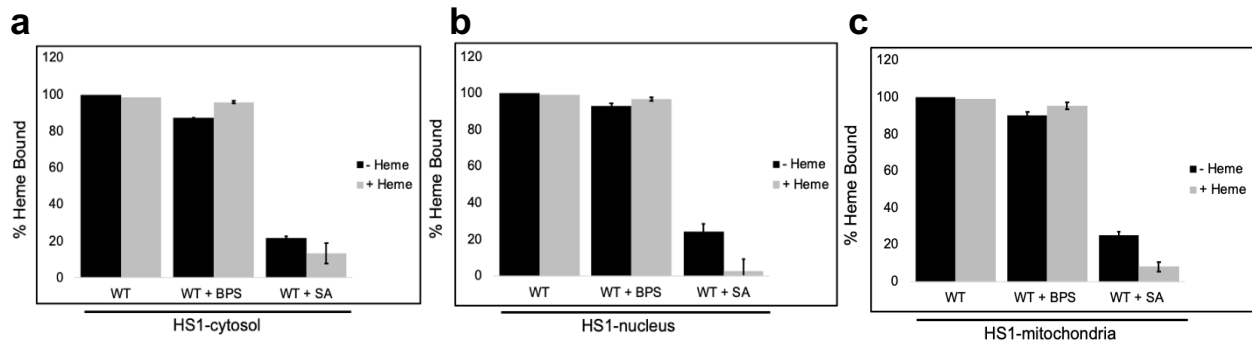 a
120
100
80
60
40
20
0
% Heme Bound
- Heme
+ Heme
WT
WT + BPS
WT + SA
HS1-cytosol
b
120
100
80
60
40
20
0
% Heme Bound
- Heme
+ Heme
WT
WT + BPS
WT + SA
HS1-nucleus
c
120
100
80
60
40
20
0
% Heme Bound
- Heme
+ Heme
WT
WT + BPS
WT + SA
HS1-mitochondria